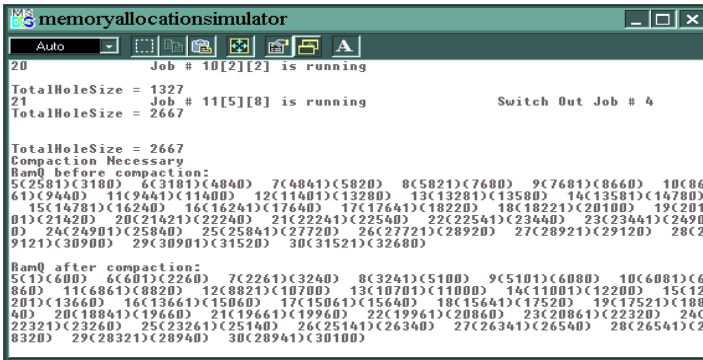 memoryallocationsimulator
Auto
A
20 Job # 10[2][2] is running
TotalHoleSize = 1327
21 Job # 11[5][8] is running Switch Out Job # 4
TotalHoleSize = 2667
TotalHoleSize = 2667
Compaction Necessary
RamQ before compaction:
5(2581)(3180) 6(3181)(4840) 7(4841)(5820) 8(5821)(7680) 9(7681)(8660) 10(86
61)(9440) 11(9441)(11400) 12(11401)(13280) 13(13281)(13580) 14(13581)(14780)
15(14781)(16240) 16(16241)(17640) 17(17641)(18220) 18(18221)(20100) 19(201
01)(21420) 20(21421)(22240) 21(22241)(22540) 22(22541)(23440) 23(23441)(2490
0) 24(24901)(25840) 25(25841)(27720) 26(27721)(28920) 27(28921)(29120) 28(2
9121)(30900) 29(30901)(31520) 30(31521)(32680)
RamQ after compaction:
5(1)(600) 6(601)(2260) 7(2261)(3240) 8(3241)(5100) 9(5101)(6080) 10(6081)(6
860) 11(6861)(8820) 12(8821)(10700) 13(10701)(11000) 14(11001)(12200) 15(12
201)(13660) 16(13661)(15060) 17(15061)(15640) 18(15641)(17520) 19(17521)(188
40) 20(18841)(19660) 21(19661)(19960) 22(19961)(20860) 23(20861)(22320) 24(
22321)(23260) 25(23261)(25140) 26(25141)(26340) 27(26341)(26540) 28(26541)(2
8320) 29(28321)(28940) 30(28941)(30100)